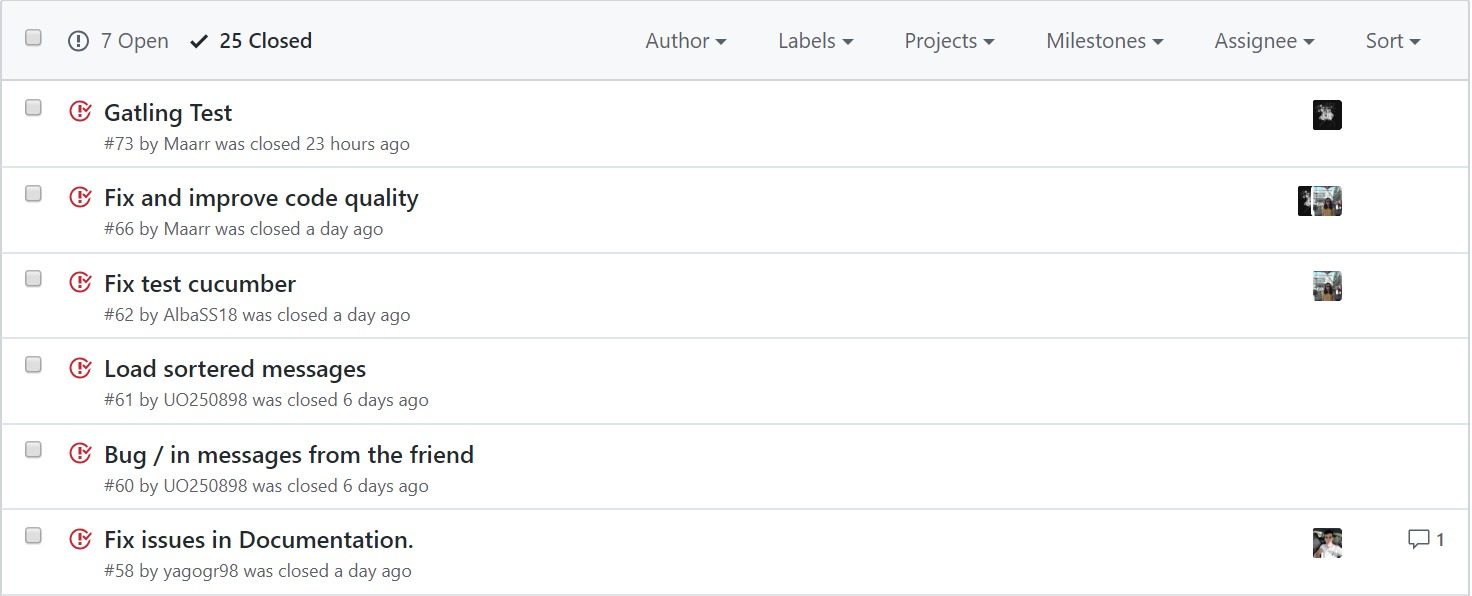 7 Open 25 Closed Author Labels Projects Milestones Assignee Sort
Gatling Test
#73 by Maarr was closed 23 hours ago
Fix and improve code quality
#66 by Maarr was closed a day ago
Fix test cucumber
#62 by AlbaSS18 was closed a day ago
Load sortered messages
#61 by UO250898 was closed 6 days ago
Bug / in messages from the friend
#60 by UO250898 was closed 6 days ago
Fix issues in Documentation.
1
#58 by yagogr98 was closed a day ago